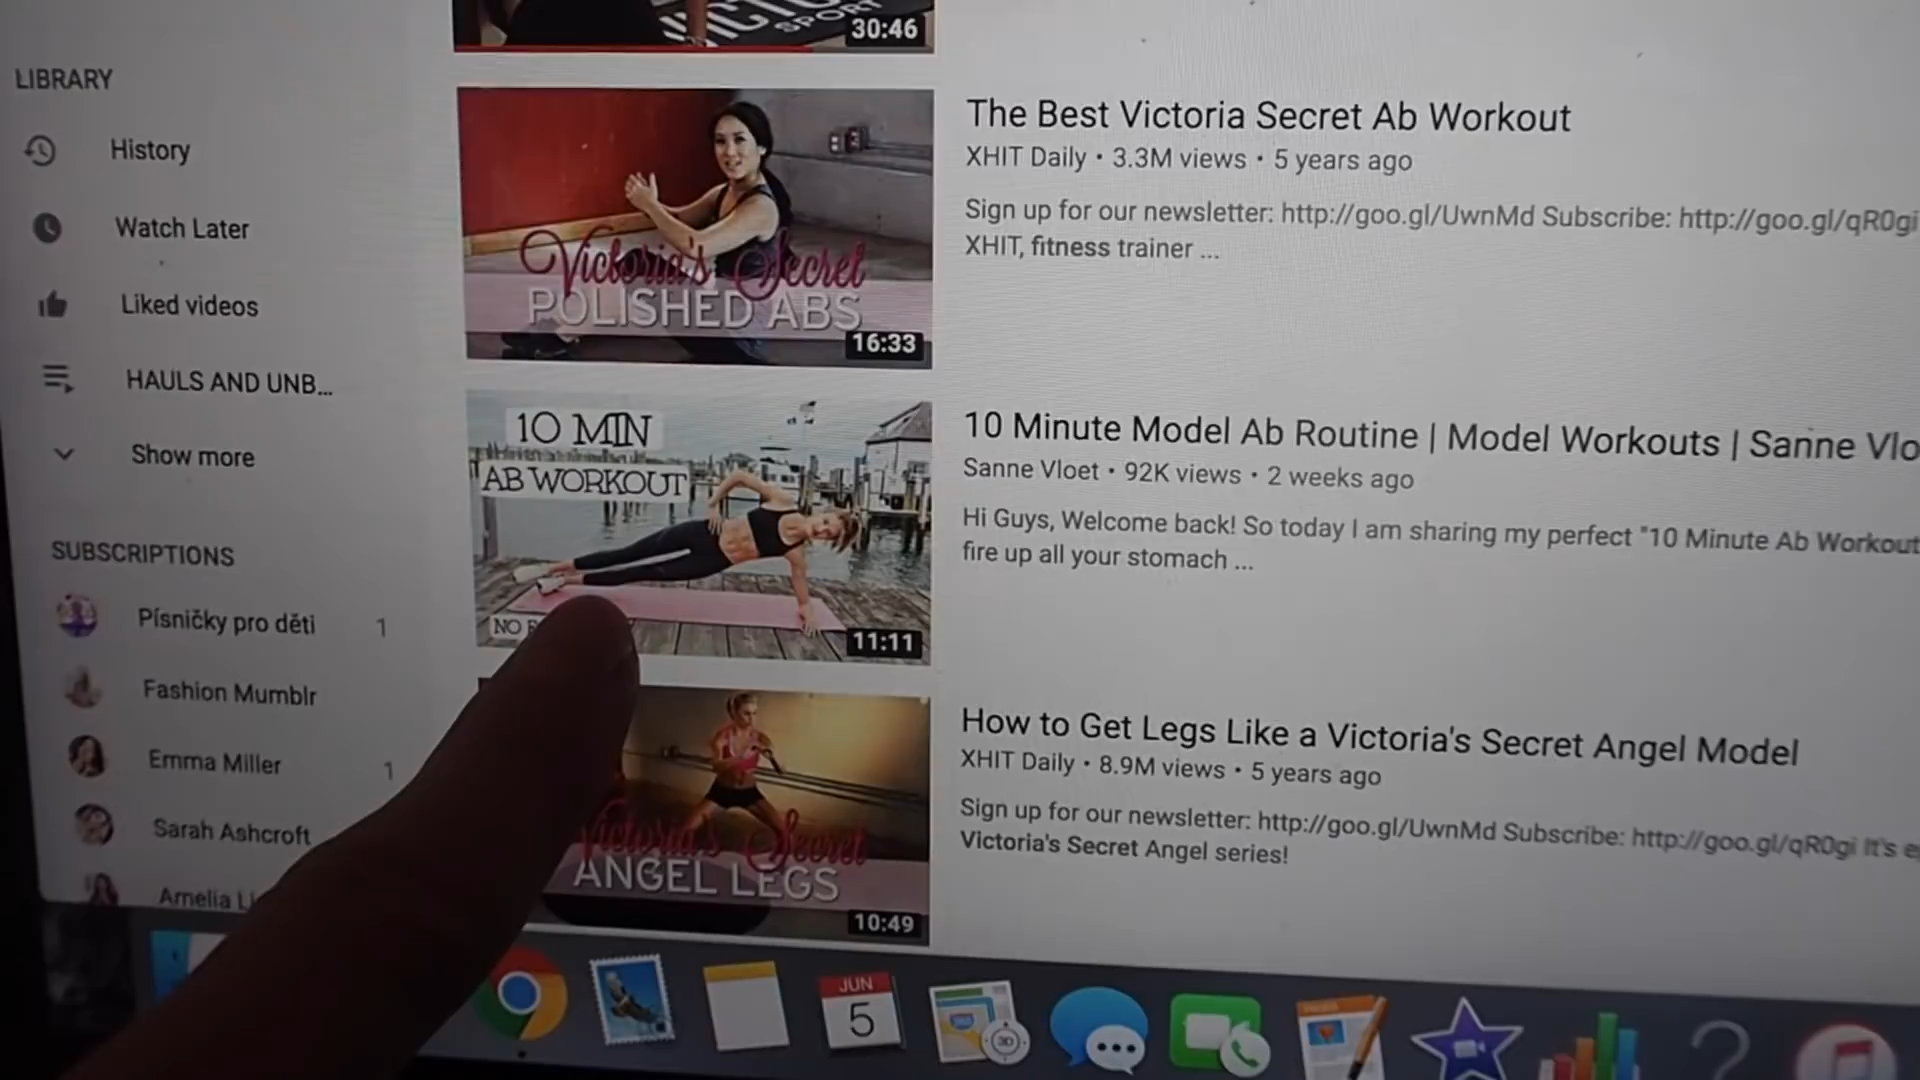 SPORT
30:46
LIBRARY
History
Watch Later
Liked videos
HAULS AND UNB...
Show more
SUBSCRIPTIONS
Písničky pro děti 1
Fashion Mumblr
Emma Miller 1
Sarah Ashcroft
Amelia
Victoria's Secret
POLISHED ABS
16:33
The Best Victoria Secret Ab Workout
XHIT Daily • 3.3M views • 5 years ago
Sign up for our newsletter: http://goo.gl/UwnMd Subscribe: http://goo.gl/qR0gi
XHIT, fitness trainer ...
10 MIN
AB WORKOUT
NO
11:11
10 Minute Model Ab Routine | Model Workouts | Sanne Vlo
Sanne Vloet • 92K views • 2 weeks ago
Hi Guys, Welcome back! So today I am sharing my perfect "10 Minute Ab Workout
fire up all your stomach ...
Victoria's Secret
ANGEL LEGS
10:49
How to Get Legs Like a Victoria's Secret Angel Model
XHIT Daily • 8.9M views • 5 years ago
Sign up for our newsletter: http://goo.gl/UwnMd Subscribe: http://goo.gl/qR0gi It's
Victoria's Secret Angel series!
JUN
5
3D
PAGES
?